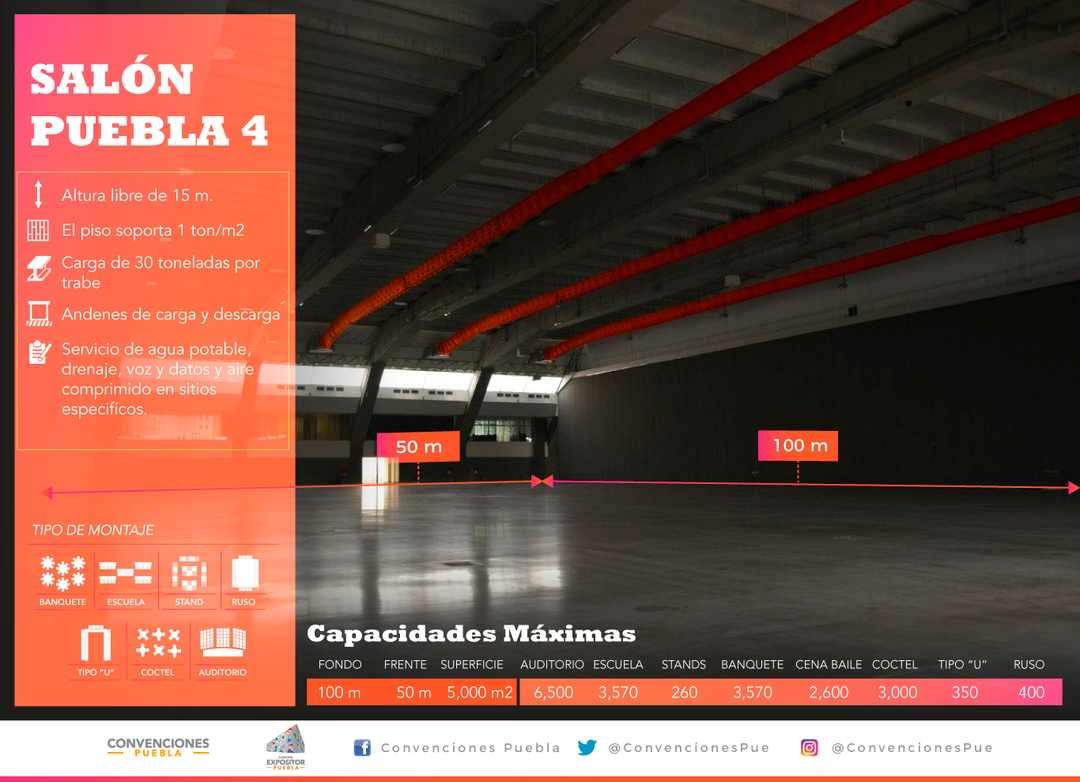 SALÓN
PUEBLA 4
Altura libre de 15 m.
El piso soporta 1 ton/m2
Carga de 30 toneladas por
trabe
Andenes de carga y descarga
Servicio de agua potable,
drenaje, voz y datos y aire
comprimido en sitios
especifícos.
50 m
100 m
TIPO DE MONTAJE
BANQUETE ESCUELA STAND RUSO
TIPO "U" COCTEL AUDITORIO
Capacidades Máximas
FONDO FRENTE SUPERFICIE AUDITORIO ESCUELA STANDS BANQUETE CENA BAILE COCTEL TIPO "U" RUSO
100 m 50 m 5,000 m2 6,500 3,570 260 3,570 2,600 3,000 350 400
CONVENCIONES
PUEBLA
CENTRO
EXPOSITOR
PUEBLA
Convenciones Puebla @ConvencionesPue @ConvencionesPue